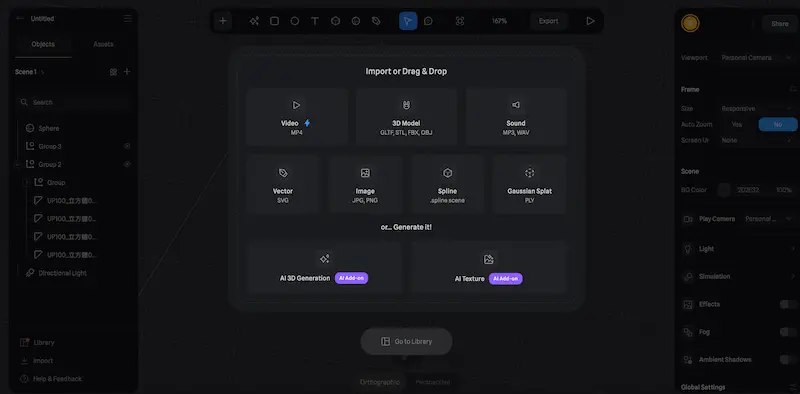 Untitled
Objects
Assets
Scene 1
Search
Sphere
Group 3
Group 2
Group
UP100_立方體0...
UP100_立方體0...
UP100_立方體0...
UP100_立方體0...
Directional Light
Library
Import
Help & Feedback
167%
Export
Import or Drag & Drop
Video
MP4
3D Model
GLTF, STL, FBX, OBJ
Sound
MP3, WAV
Vector
SVG
Image
JPG, PNG
Spline
.spline scene
Gaussian Splat
PLY
or... Generate it!
AI 3D Generation AI Add-on
AI Texture AI Add-on
Go to Library
Orthographic
Perspective
Share
Viewport Personal Camera
Frame
Size Responsive
Auto Zoom Yes No
Screen UI None
Scene
BG Color 100%
Play Camera Personal ...
Light
Simulation
Effects
Fog
Ambient Shadows
Global Settings